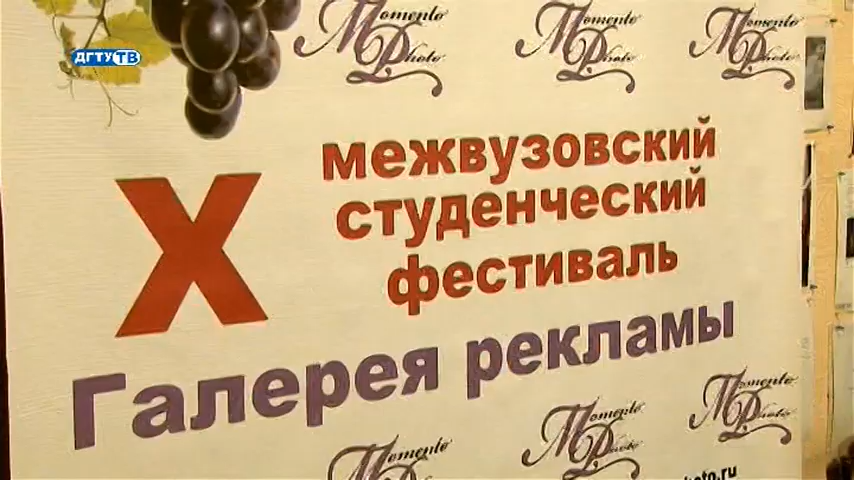 ДГТУ ТВ
Momento Photo
Momento Photo
Momento Photo
X
межвузовский
студенческий
фестиваль
Галерея рекламы
Momento Photo
Momento Photo
Momento Photo